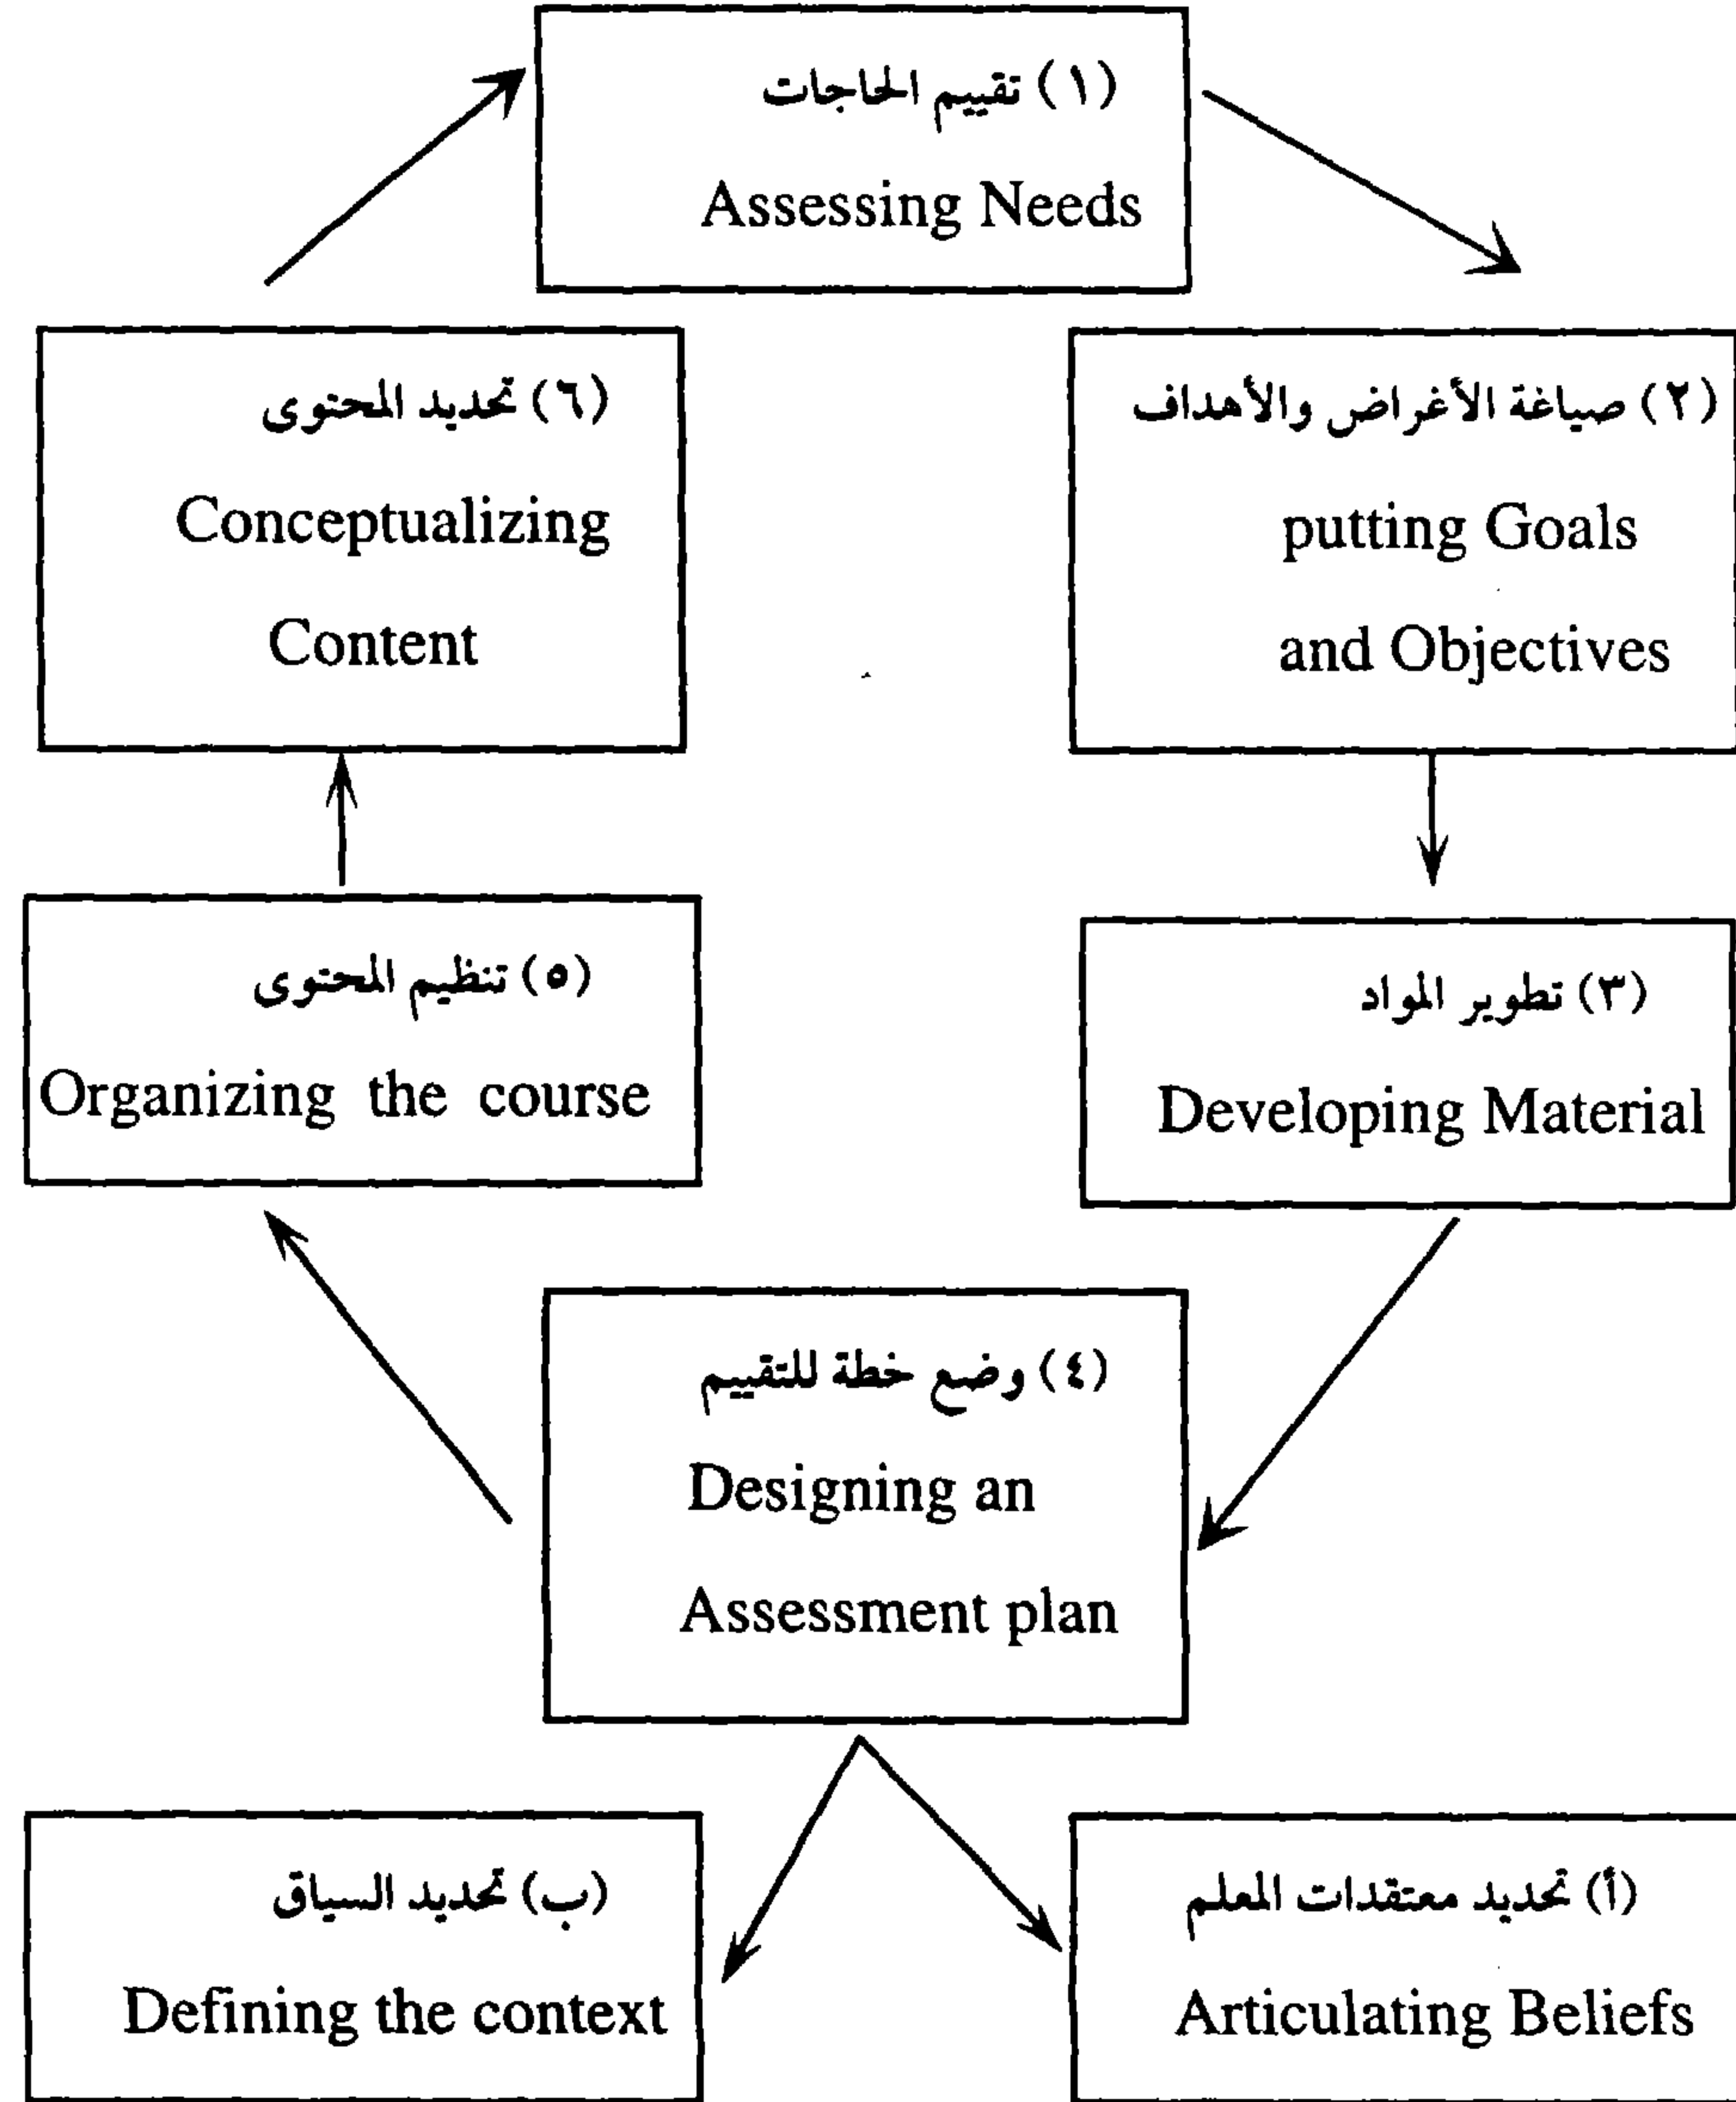 (١) تقييم الحاجات
Assessing Needs
(٢) صياغة الأغراض والأهداف
putting Goals
and Objectives
(٣) تطوير المواد
Developing Material
(٤) وضع خطة للتقييم
Designing an
Assessment plan
(٥) تنظيم المحتوى
Organizing the course
(٦) تحديد المحتوى
Conceptualizing
Content
(أ) تحديد معتقدات المعلم
Articulating Beliefs
(ب) تحديد السياق
Defining the context